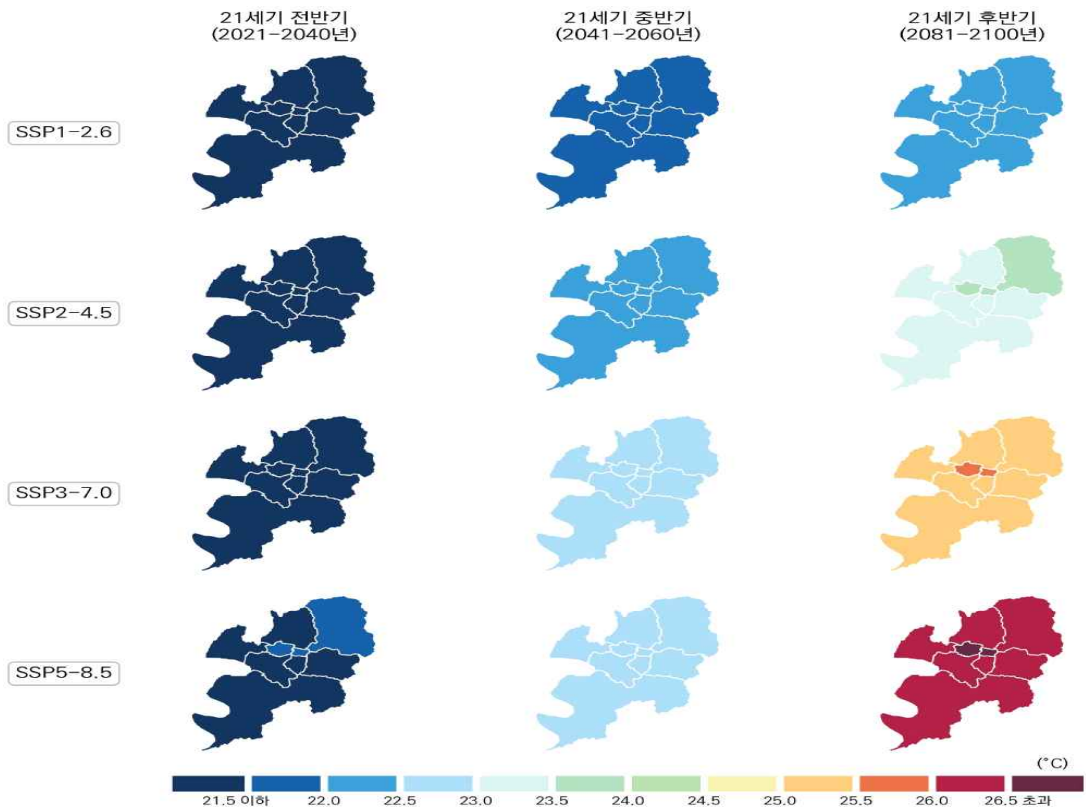 21세기 전반기
(2021-2040년)
21세기 중반기
(2041-2060년)
21세기 후반기
(2081-2100년)
SSP1-2.6
SSP2-4.5
SSP3-7.0
SSP5-8.5
(°C)
21.5 이하 22.0 22.5 23.0 23.5 24.0 24.5 25.0 25.5 26.0 26.5 초과